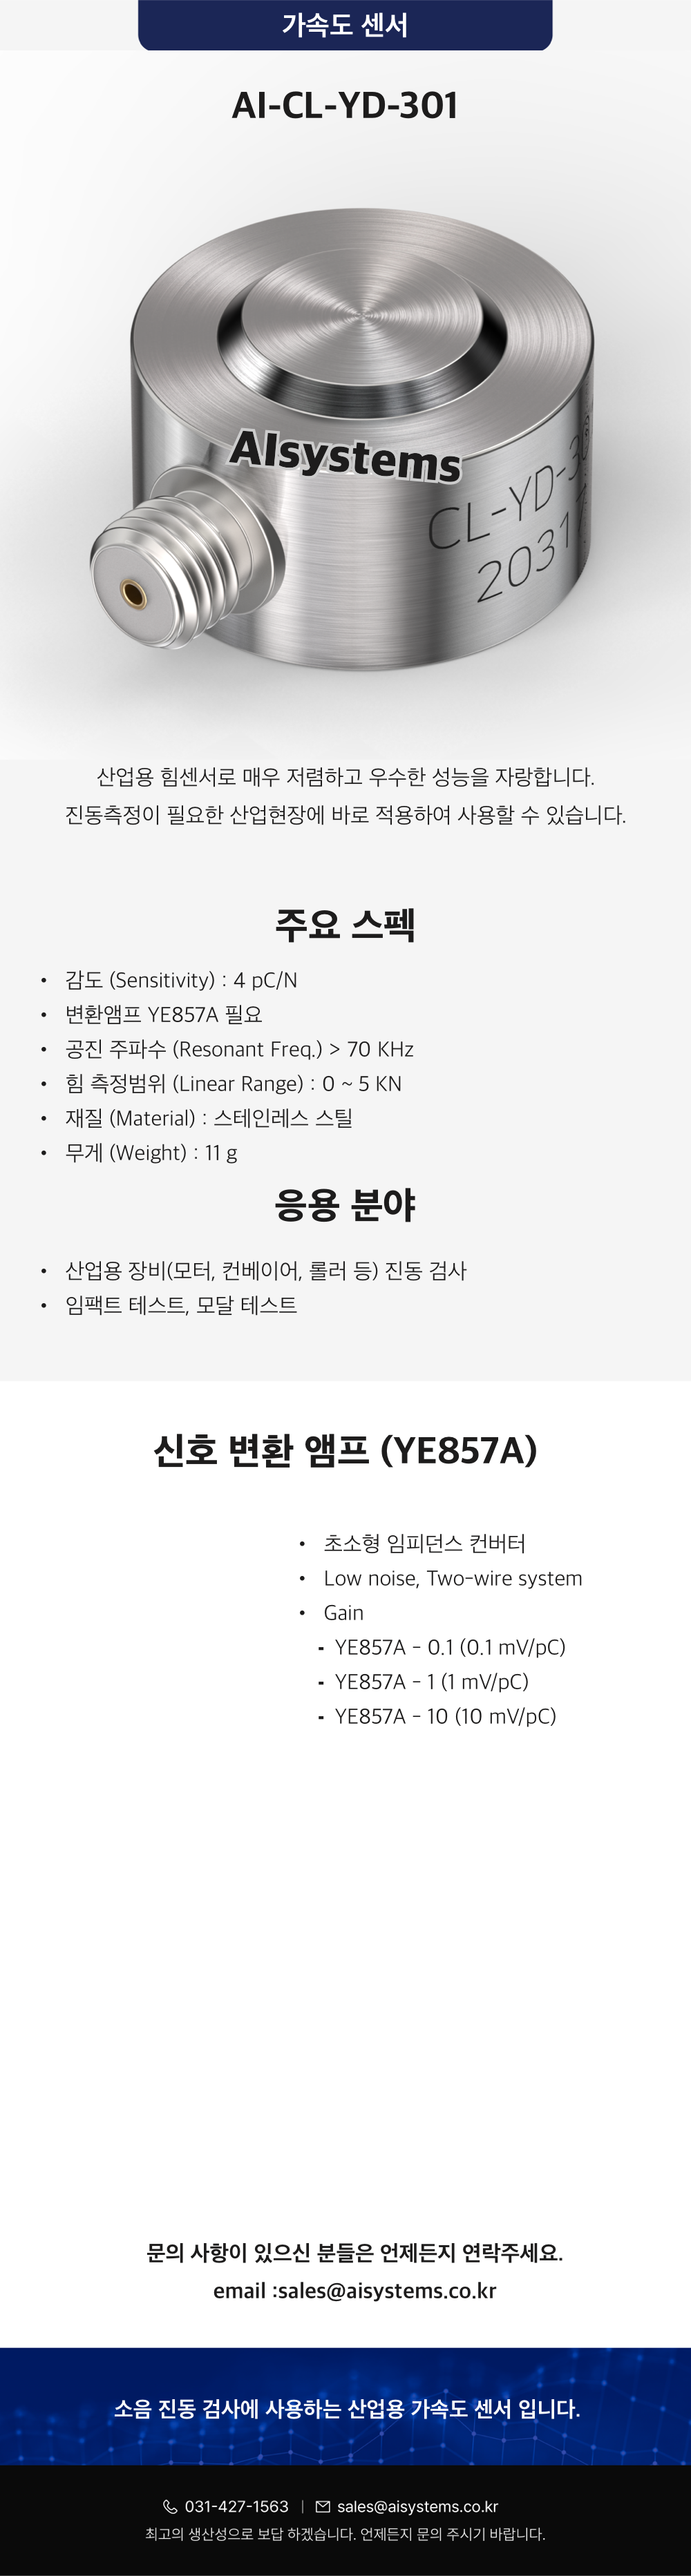 가속도 센서
AI-CL-YD-301
AIsystems
CL-YD-3
2031
산업용 힘센서로 매우 저렴하고 우수한 성능을 자랑합니다.
진동측정이 필요한 산업현장에 바로 적용하여 사용할 수 있습니다.
주요 스펙
• 감도 (Sensitivity) : 4 pC/N
• 변환앰프 YE857A 필요
• 공진 주파수 (Resonant Freq.) > 70 KHz
• 힘 측정범위 (Linear Range) : 0 ~ 5 KN
• 재질 (Material) : 스테인레스 스틸
• 무게 (Weight) : 11 g
응용 분야
• 산업용 장비(모터, 컨베이어, 롤러 등) 진동 검사
• 임팩트 테스트, 모달 테스트
신호 변환 앰프 (YE857A)
• 초소형 임피던스 컨버터
• Low noise, Two-wire system
• Gain
- YE857A - 0.1 (0.1 mV/pC)
- YE857A - 1 (1 mV/pC)
- YE857A - 10 (10 mV/pC)
문의 사항이 있으신 분들은 언제든지 연락주세요.
email :sales@aisystems.co.kr
소음 진동 검사에 사용하는 산업용 가속도 센서 입니다.
031-427-1563 | sales@aisystems.co.kr
최고의 생산성으로 보답 하겠습니다. 언제든지 문의 주시기 바랍니다.